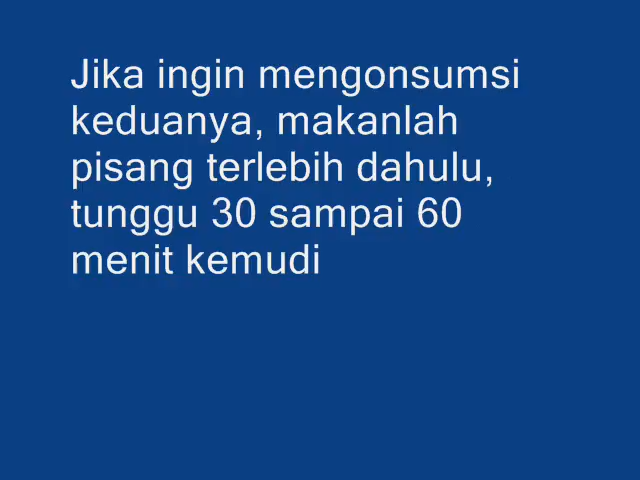 Jika ingin mengonsumsi
keduanya, makanlah
pisang terlebih dahulu,
tunggu 30 sampai 60
menit kemudi